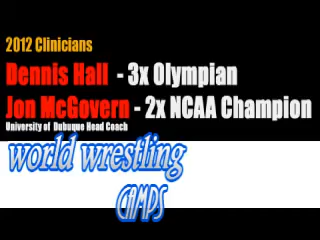 2012 Clinicians
Dennis Hall - 3x Olympian
Jon McGovern - 2x NCAA Champion
University of Dubuque Head Coach
world wrestling
CAMPS